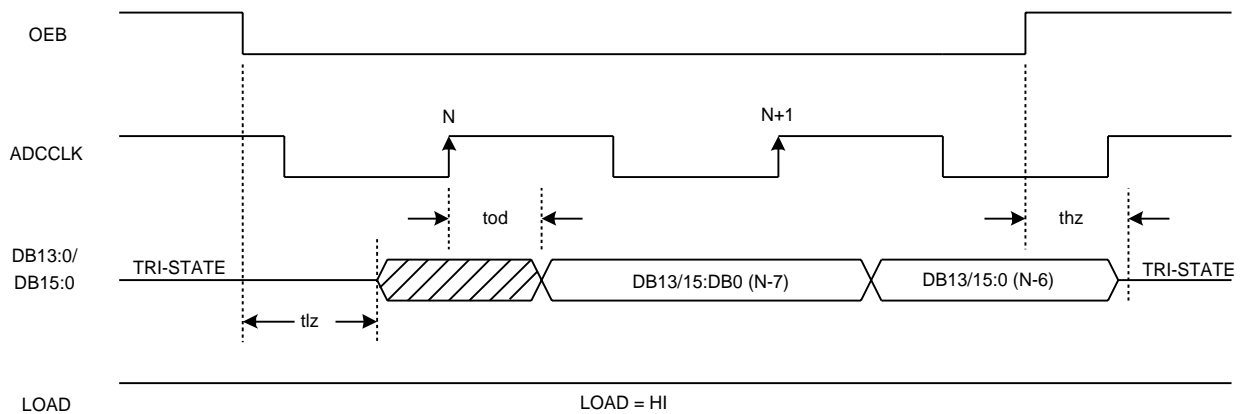 OEB
N
N+1
ADCCLK
tod
thz
DB13:0/
DB15:0
TRI-STATE
DB13/15:DB0 (N-7)
DB13/15:0 (N-6)
TRI-STATE
tlz
LOAD
LOAD = HI